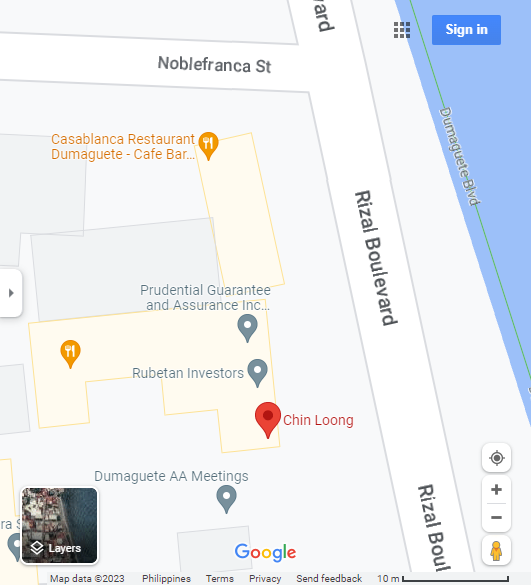 Boulevard
Sign in
Noblefranca St
Casablanca Restaurant
Dumaguete - Cafe Bar...
Dumaguete Blvd
Rizal Boulevard
Prudential Guarantee
and Assurance Inc...
Rubetan Investors
Chin Loong
Dumaguete AA Meetings
Rizal Boul
ra S
Layers
Google
Map data ©2023 Philippines Terms Privacy Send feedback 10 m